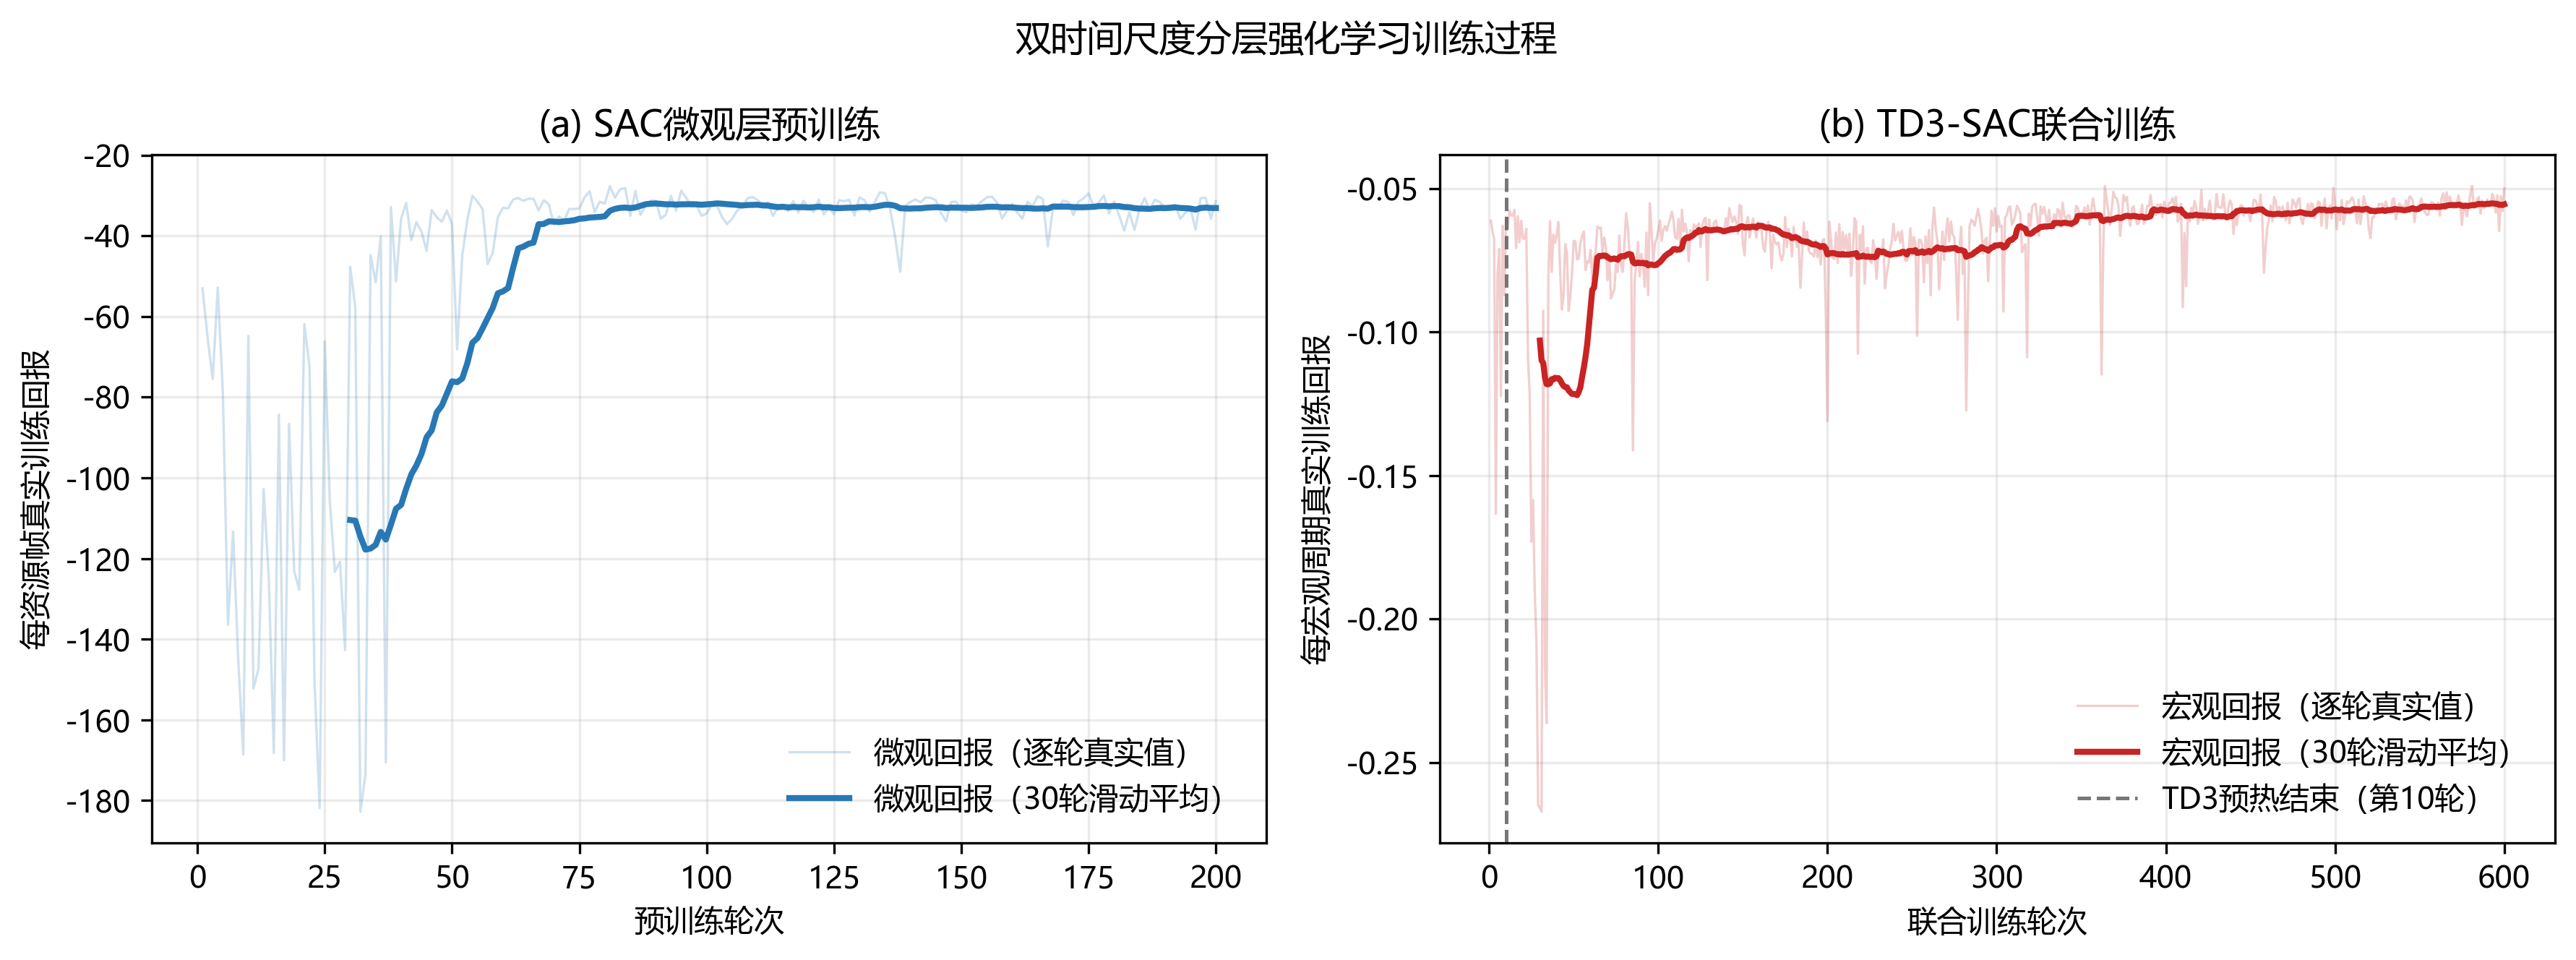 双时间尺度分层强化学习训练过程
(a) SAC微观层预训练
-20
-40
-60
-80
-100
-120
-140
-160
-180
每资源帧真实训练回报
微观回报（逐轮真实值）
微观回报（30轮滑动平均）
0 25 50 75 100 125 150 175 200
预训练轮次
(b) TD3-SAC联合训练
-0.05
-0.10
-0.15
-0.20
-0.25
每宏观周期真实训练回报
宏观回报（逐轮真实值）
宏观回报（30轮滑动平均）
TD3预热结束（第10轮）
0 100 200 300 400 500 600
联合训练轮次